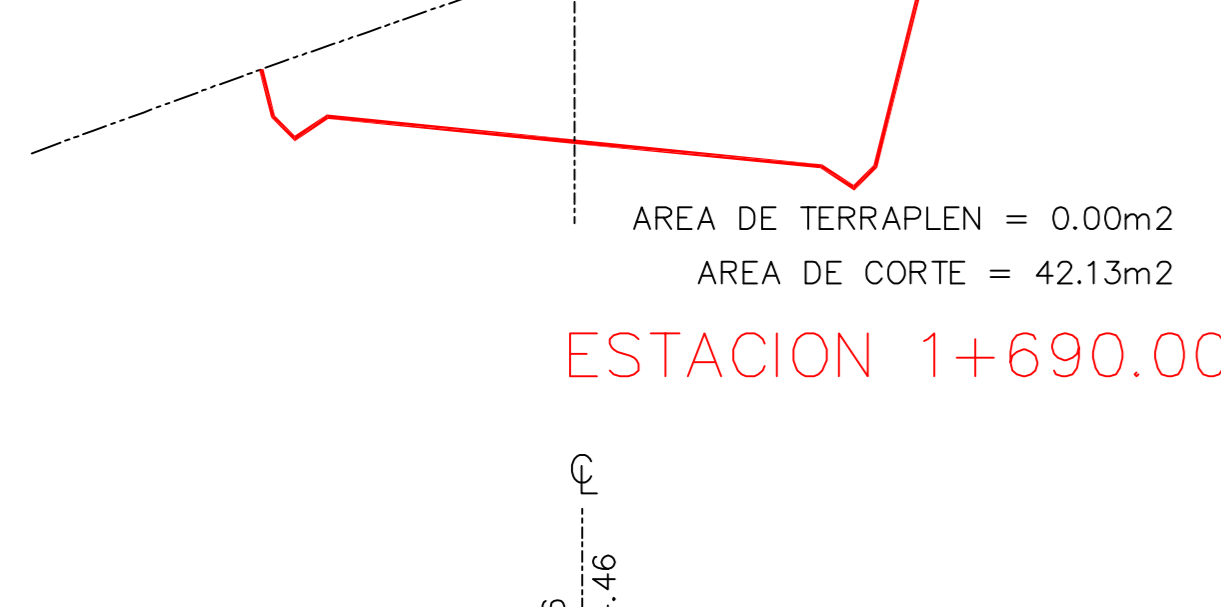 AREA DE TERRAPLEN = 0.00m2
AREA DE CORTE = 42.13m2
ESTACION 1+690.00
℄
.46